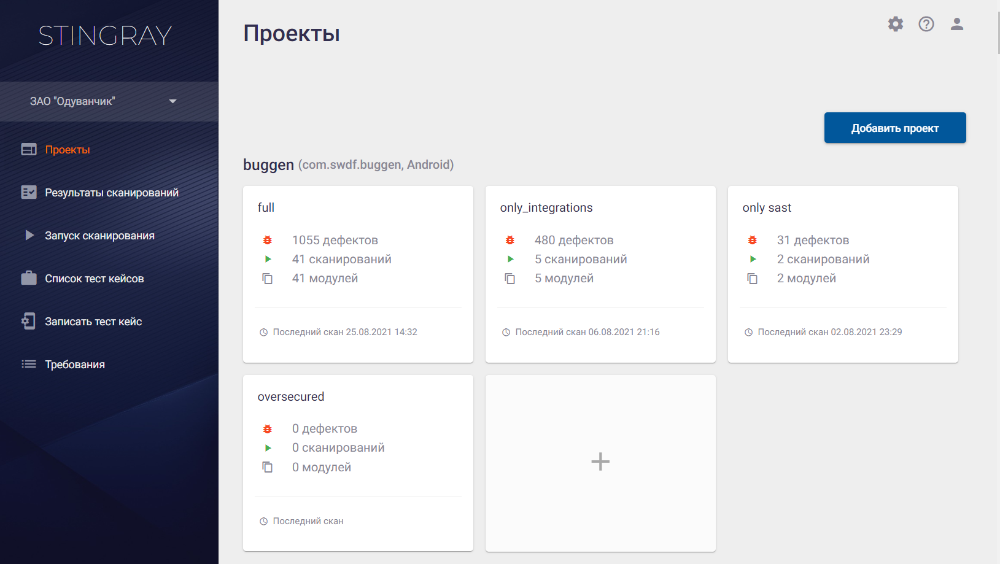 STINGRAY
ЗАО "Одуванчик"
Проекты
Результаты сканирований
Запуск сканирования
Список тест кейсов
Записать тест кейс
Требования
Проекты
Добавить проект
buggen (com.swdf.buggen, Android)
full
1055 дефектов
41 сканирований
41 модулей
Последний скан 25.08.2021 14:32
only_integrations
480 дефектов
5 сканирований
5 модулей
Последний скан 06.08.2021 21:16
only sast
31 дефектов
2 сканирований
2 модулей
Последний скан 02.08.2021 23:29
oversecured
0 дефектов
0 сканирований
0 модулей
Последний скан